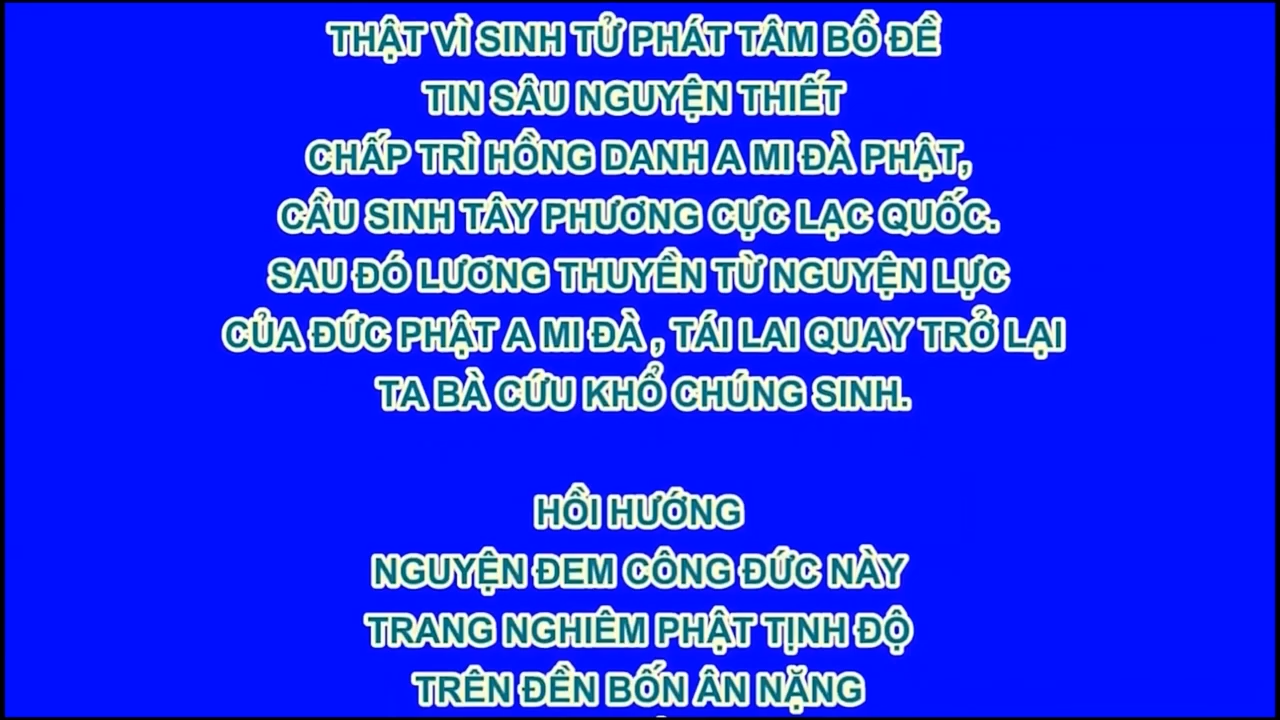 THẬT VÌ SINH TỬ PHÁT TÂM BỒ ĐỀ
TIN SÂU NGUYỆN THIẾT
CHẤP TRÌ HỒNG DANH A MI ĐÀ PHẬT,
CẦU SINH TÂY PHƯƠNG CỰC LẠC QUỐC.
SAU ĐÓ LƯƠNG THUYỀN TỪ NGUYỆN LỰC
CỦA ĐỨC PHẬT A MI ĐÀ , TÁI LAI QUAY TRỞ LẠI
TA BÀ CỨU KHỔ CHÚNG SINH.
HỒI HƯỚNG
NGUYỆN ĐEM CÔNG ĐỨC NÀY
TRANG NGHIÊM PHẬT TỊNH ĐỘ
TRÊN ĐỀN BỐN ÂN NẶNG